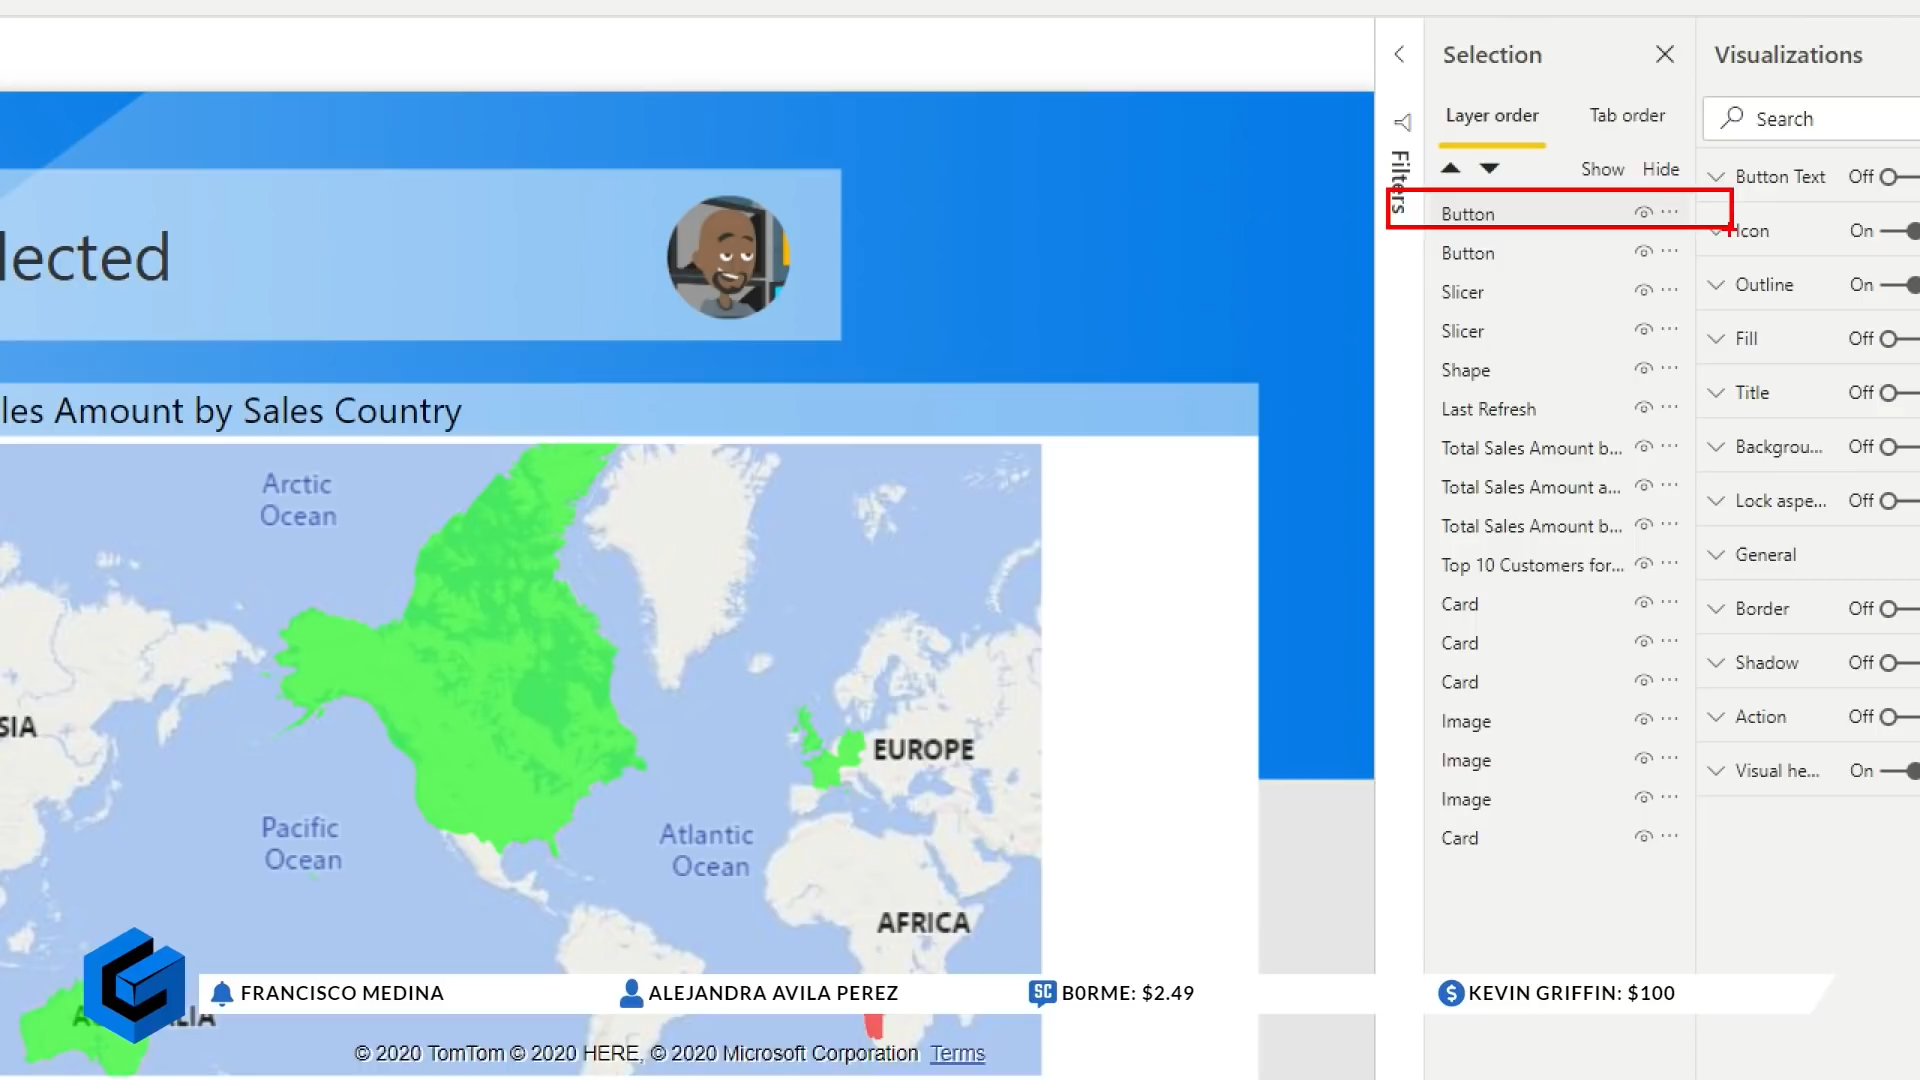 lected
les Amount by Sales Country
Arctic
Ocean
SIA
EUROPE
Pacific
Ocean
Atlantic
Ocean
AFRICA
© 2020 TomTom © 2020 HERE, © 2020 Microsoft Corporation Terms
Filters
Selection
Layer order Tab order
Show Hide
Button
Button
Slicer
Slicer
Shape
Last Refresh
Total Sales Amount b...
Total Sales Amount a...
Total Sales Amount b...
Top 10 Customers for...
Card
Card
Card
Image
Image
Image
Card
Visualizations
Search
Button Text Off
Icon On
Outline On
Fill Off
Title Off
Backgrou... Off
Lock aspe... Off
General
Border Off
Shadow Off
Action Off
Visual he... On
FRANCISCO MEDINA
ALEJANDRA AVILA PEREZ
SC B0RME: $2.49
$ KEVIN GRIFFIN: $100